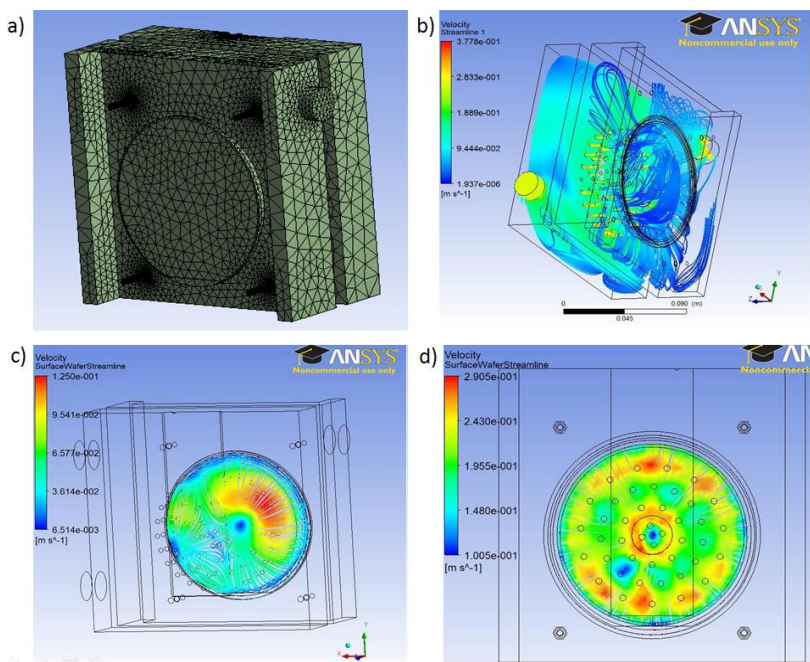 a)
b)
Velocity
Streamline 1
3.778e-001
2.833e-001
1.889e-001
9.444e-002
1.937e-006
[m s^-1]
ANSYS
Noncommercial use only
0
0.045
0.090 (m)
Y
Z
X
c)
Velocity
SurfaceWaferStreamline
1.250e-001
9.541e-002
6.577e-002
3.614e-002
6.514e-003
[m s^-1]
ANSYS
Noncommercial use only
Y
X
d)
Velocity
SurfaceWaferStreamline
2.905e-001
2.430e-001
1.955e-001
1.480e-001
1.005e-001
[m s^-1]
ANSYS
Noncommercial